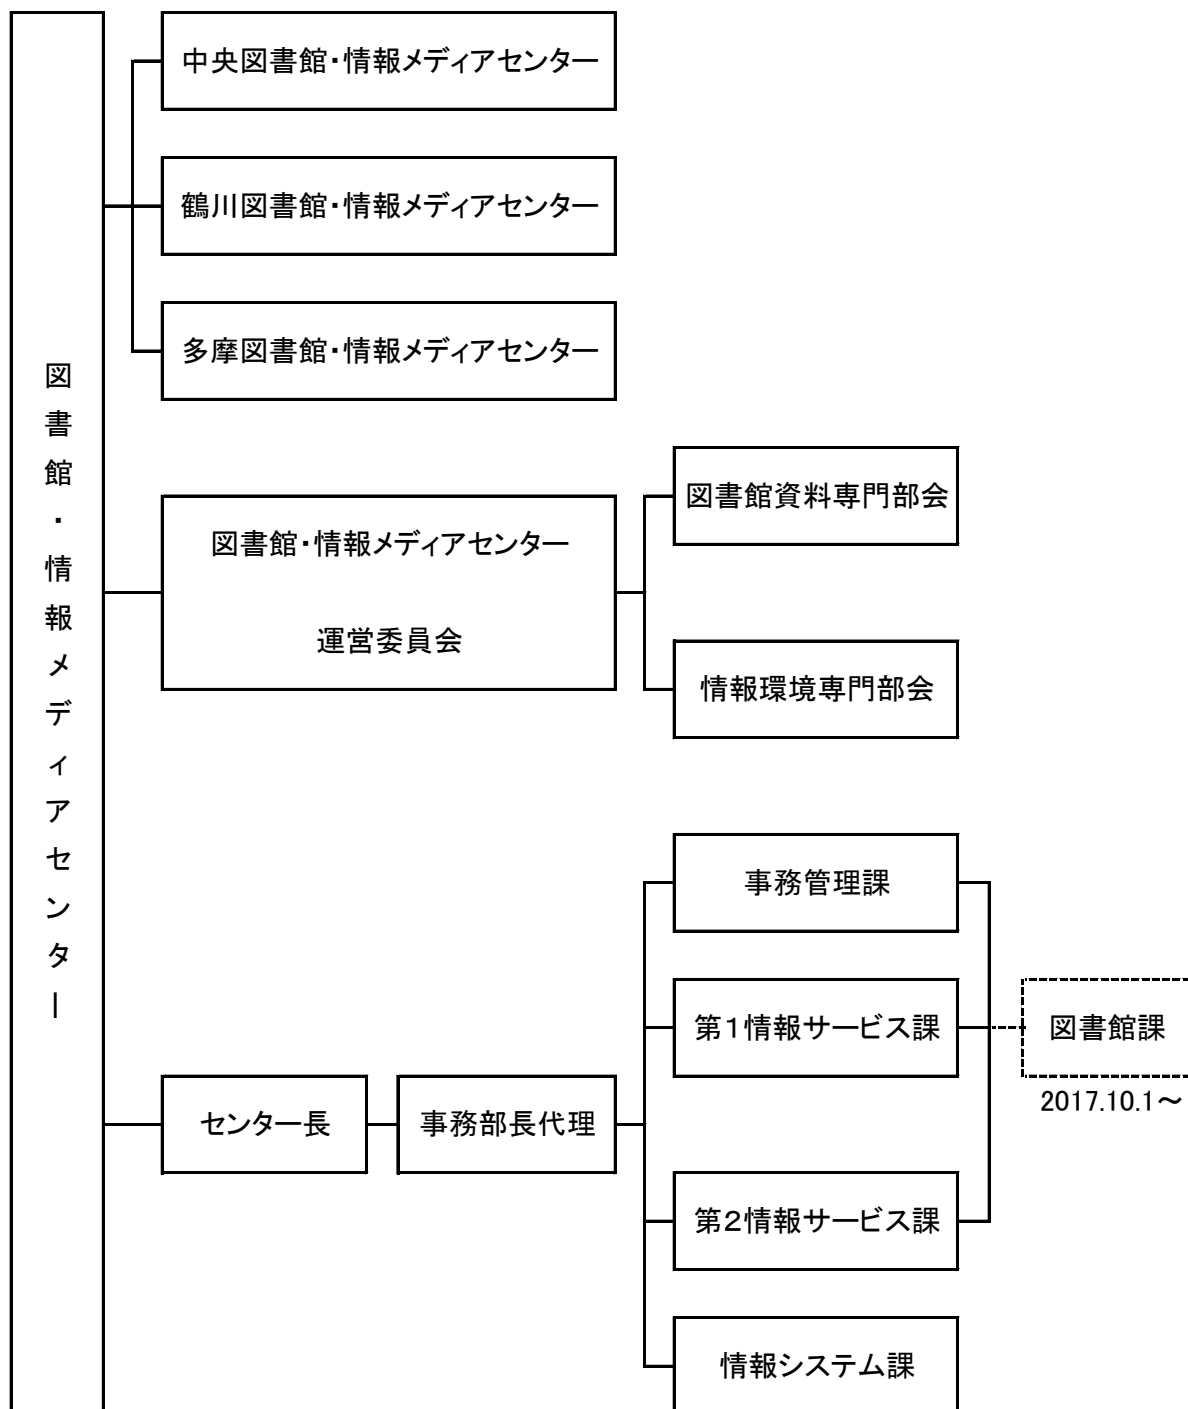 図書館・情報メディアセンター
中央図書館・情報メディアセンター
鶴川図書館・情報メディアセンター
多摩図書館・情報メディアセンター
図書館・情報メディアセンター
運営委員会
図書館資料専門部会
情報環境専門部会
センター長
事務部長代理
事務管理課
第１情報サービス課
第２情報サービス課
情報システム課
図書館課
2017.10.1～